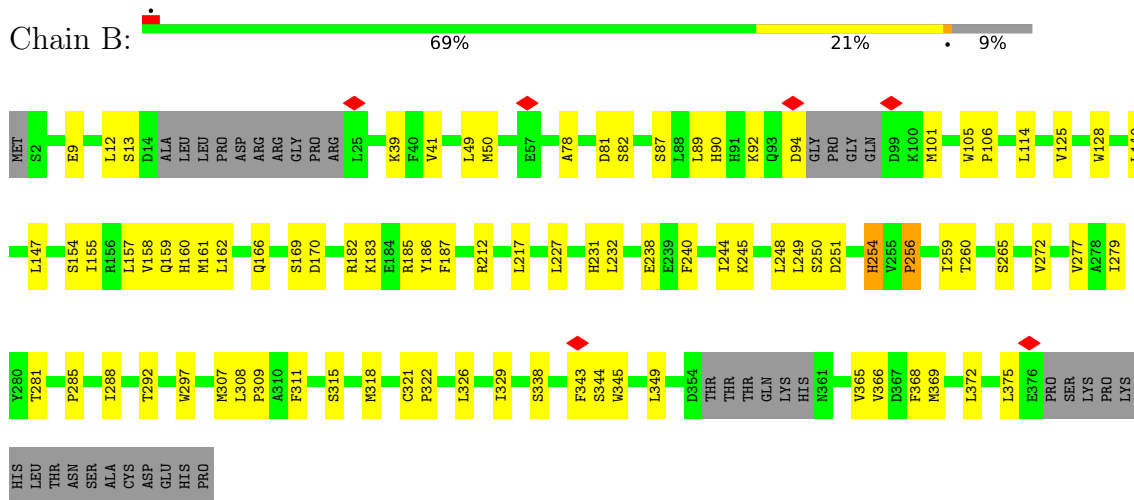 Chain B: • 69% 21% • 9%
MET S2 E9 L12 S13 D14 ALA LEU LEU PRO ASP ARG ARG GLY PRO ARG L25 K39 F40 V41 L49 M50 E57 A78 D81 S82 S87 L88 L89 H90 H91 K92 Q93 D94 GLY PRO GLY GLN D99 K100 M101 W105 P106 L114 V125 W128
L147 S154 I155 R156 L157 V158 Q159 H160 M161 L162 Q166 S169 D170 R182 K183 E184 R185 Y186 F187 R212 L217 L227 H231 L232 E238 E239 F240 I244 K245 L248 L249 S250 D251 H254 V255 P256 I259 T260 S265 V272 V277 A278 I279
Y280 T281 P285 I288 T292 W297 M307 L308 P309 A310 F311 S315 M318 C321 P322 L326 I329 S338 F343 S344 W345 L349 D354 THR THR THR GLN LYS HIS N361 V365 V366 D367 F368 M369 L372 L375 E376 PRO SER LYS PRO LYS
HIS LEU THR ASN SER ALA CYS ASP GLU HIS PRO